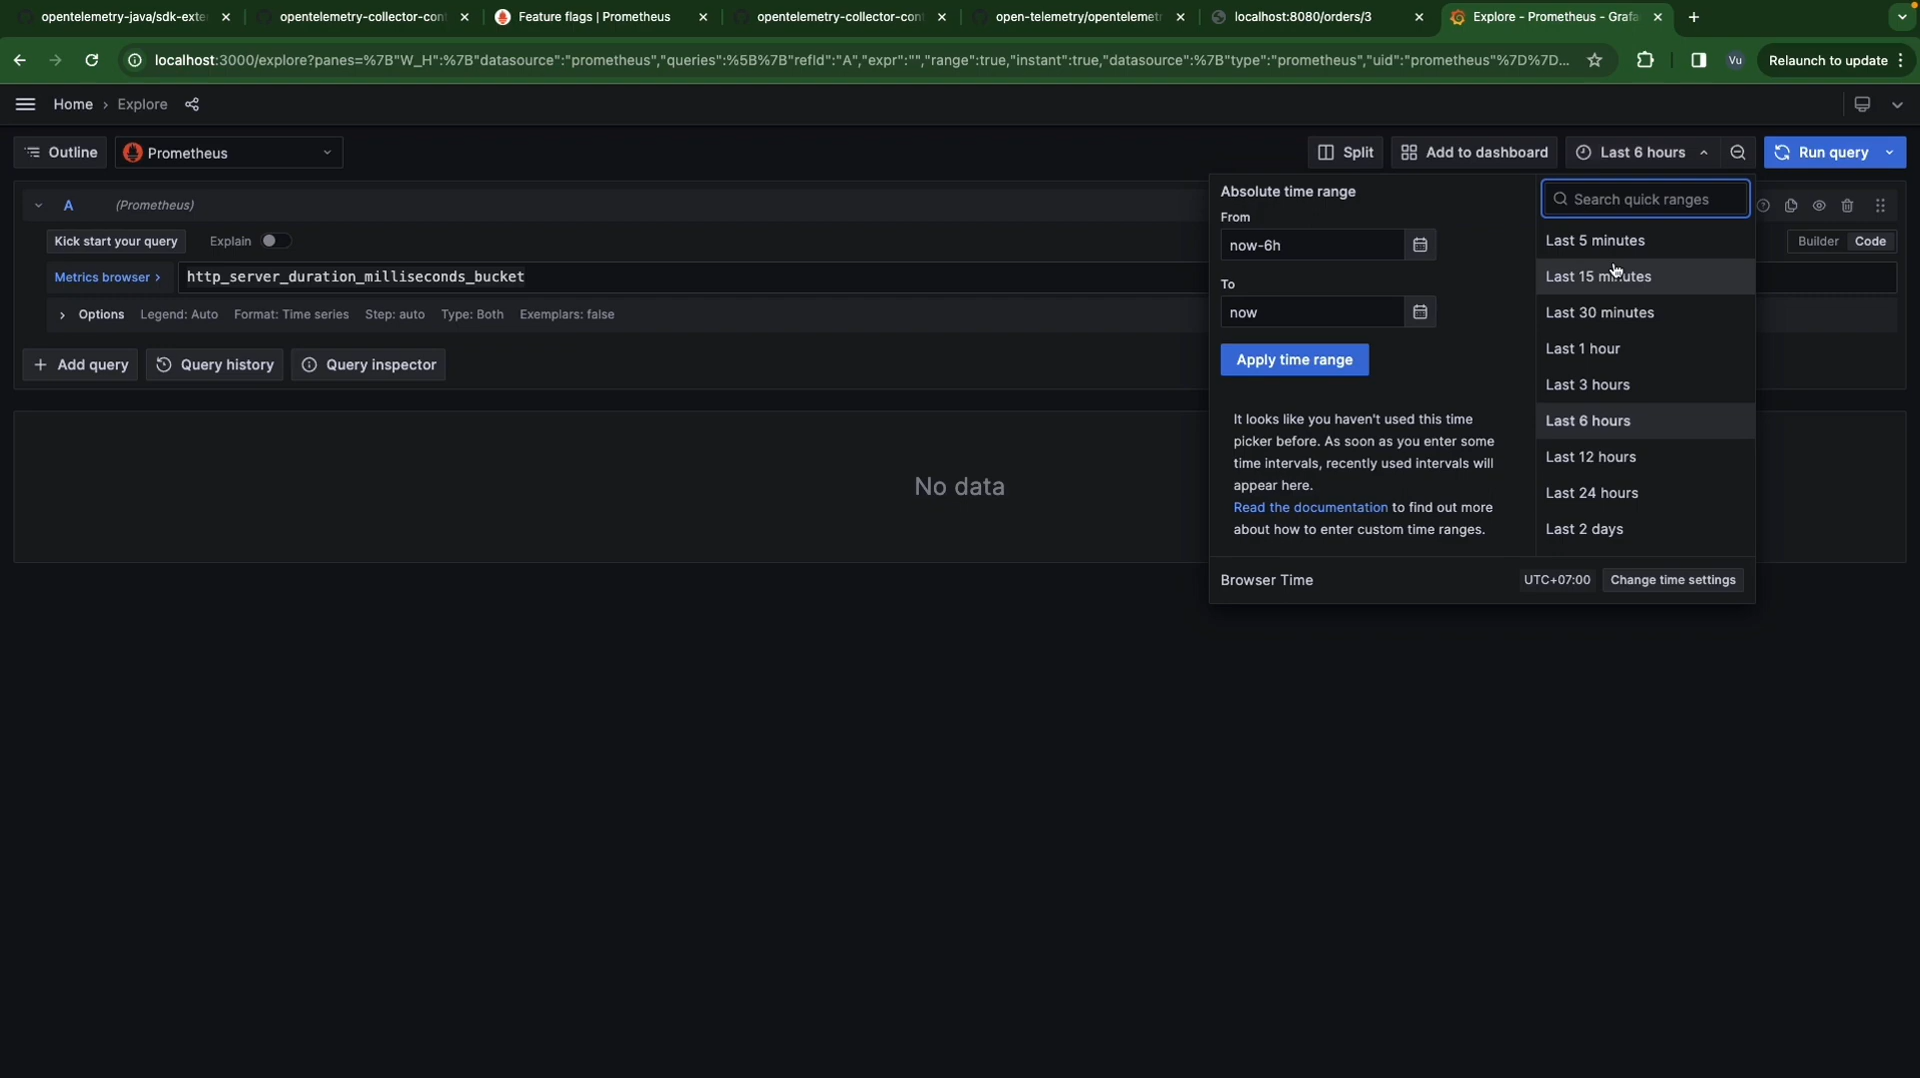 opentelemetry-java/sdk-exte
opentelemetry-collector-con
Feature flags | Prometheus
opentelemetry-collector-con
open-telemetry/opentelemetr
localhost:8080/orders/3
Explore - Prometheus - Grafa
localhost:3000/explore?panes=%7B"W_H":%7B"datasource":"prometheus","queries":%5B%7B"refId":"A","expr":"","range":true,"instant":true,"datasource":%7B"type":"prometheus","uid":"prometheus"%7D%7D...
Vu
Relaunch to update
Home › Explore
Outline
Prometheus
Split
Add to dashboard
Last 6 hours
Run query
A (Prometheus)
Kick start your query
Explain
Builder
Code
Metrics browser >
http_server_duration_milliseconds_bucket
Options Legend: Auto Format: Time series Step: auto Type: Both Exemplars: false
+ Add query
Query history
Query inspector
No data
Absolute time range
From
now-6h
To
now
Apply time range
It looks like you haven't used this time
picker before. As soon as you enter some
time intervals, recently used intervals will
appear here.
Read the documentation to find out more
about how to enter custom time ranges.
Search quick ranges
Last 5 minutes
Last 15 minutes
Last 30 minutes
Last 1 hour
Last 3 hours
Last 6 hours
Last 12 hours
Last 24 hours
Last 2 days
Browser Time
UTC+07:00
Change time settings